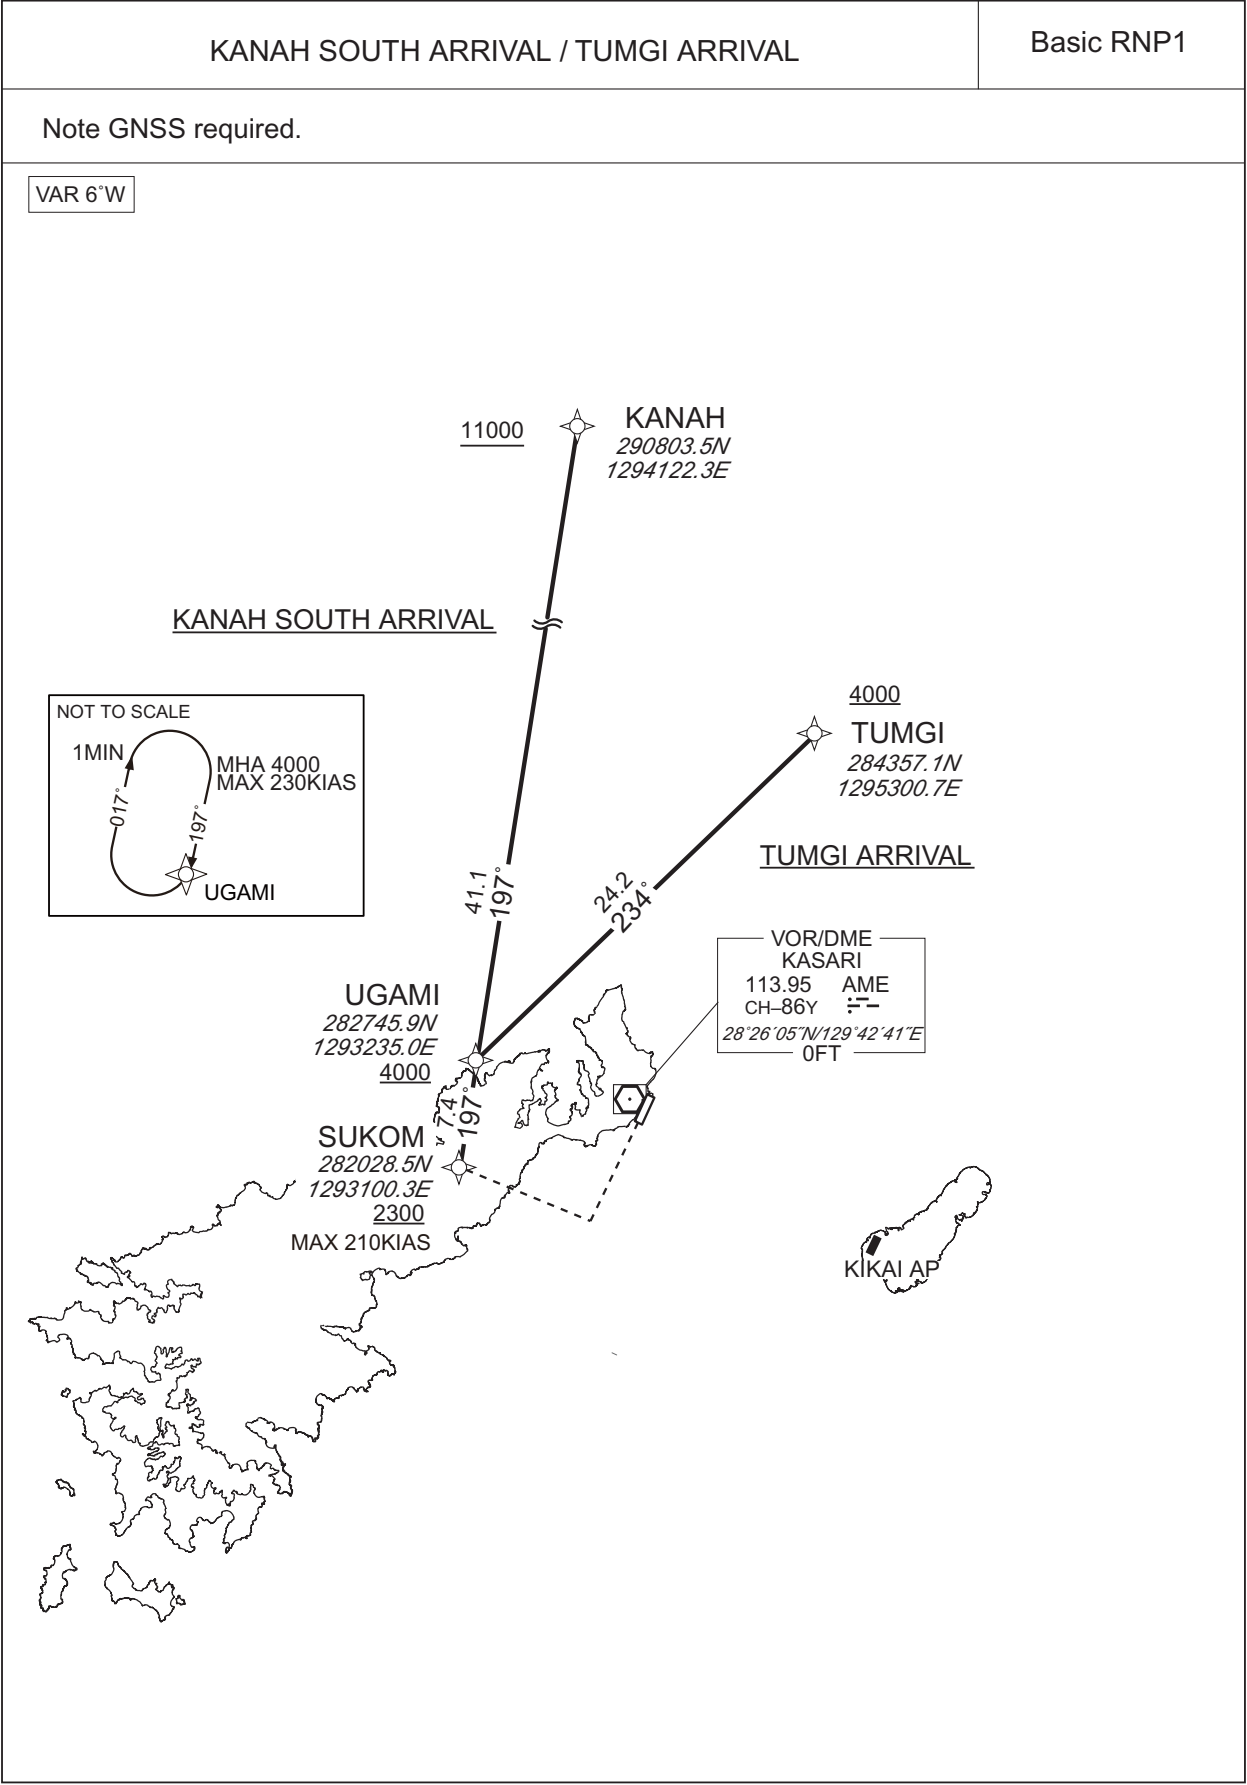 KANAH SOUTH ARRIVAL / TUMGI ARRIVAL
Basic RNP1
Note GNSS required.
VAR 6°W
11000
KANAH
290803.5N
1294122.3E
KANAH SOUTH ARRIVAL
4000
TUMGI
284357.1N
1295300.7E
NOT TO SCALE
1MIN
MHA 4000
MAX 230KIAS
017°
197°
UGAMI
TUMGI ARRIVAL
41.1
197°
24.2
234°
VOR/DME
KASARI
113.95 AME
CH–86Y
28°26′05″N/129°42′41″E
0FT
UGAMI
282745.9N
1293235.0E
4000
7.4
197°
SUKOM
282028.5N
1293100.3E
2300
MAX 210KIAS
KIKAI AP